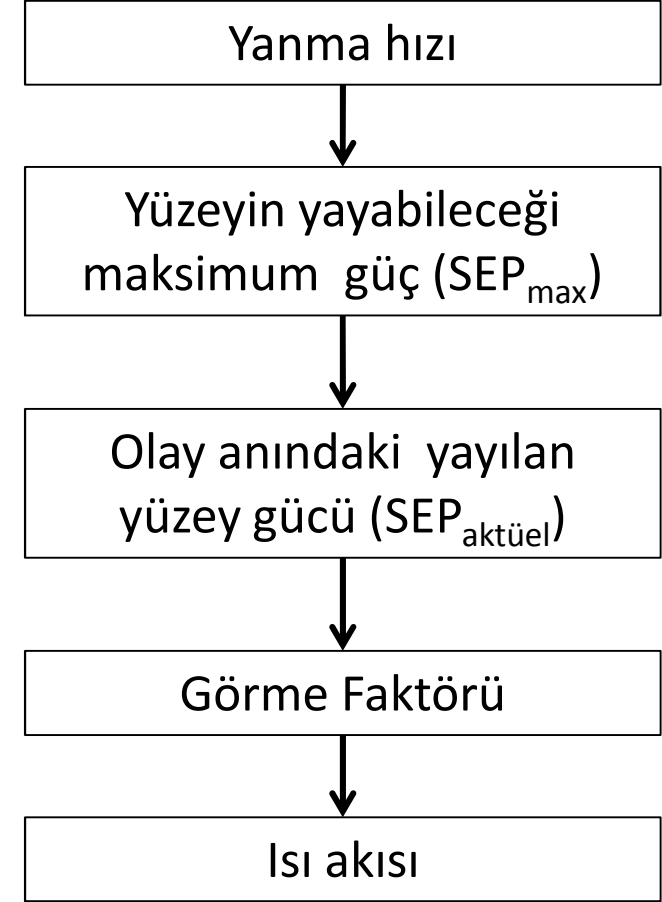 Yanma hızı
Yüzeyin yayabileceği
maksimum güç (SEPmax)
Olay anındaki yayılan
yüzey gücü (SEPaktüel)
Görme Faktörü
Isı akısı